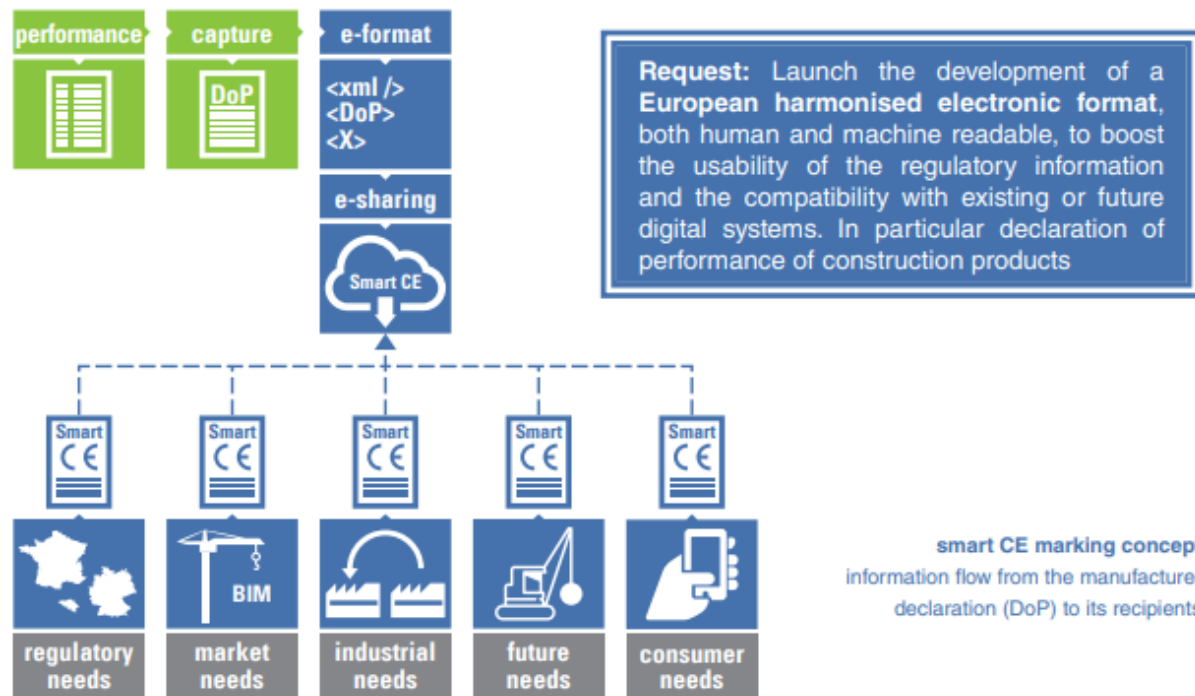 performance
capture
e-format
DoP
<xml />
<DoP>
<X>
e-sharing
Smart CE
Request: Launch the development of a
European harmonised electronic format,
both human and machine readable, to boost
the usability of the regulatory information
and the compatibility with existing or future
digital systems. In particular declaration of
performance of construction products
Smart
CE
Smart
CE
Smart
CE
Smart
CE
Smart
CE
BIM
regulatory
needs
market
needs
industrial
needs
future
needs
consumer
needs
smart CE marking concep
information flow from the manufacture
declaration (DoP) to its recipients